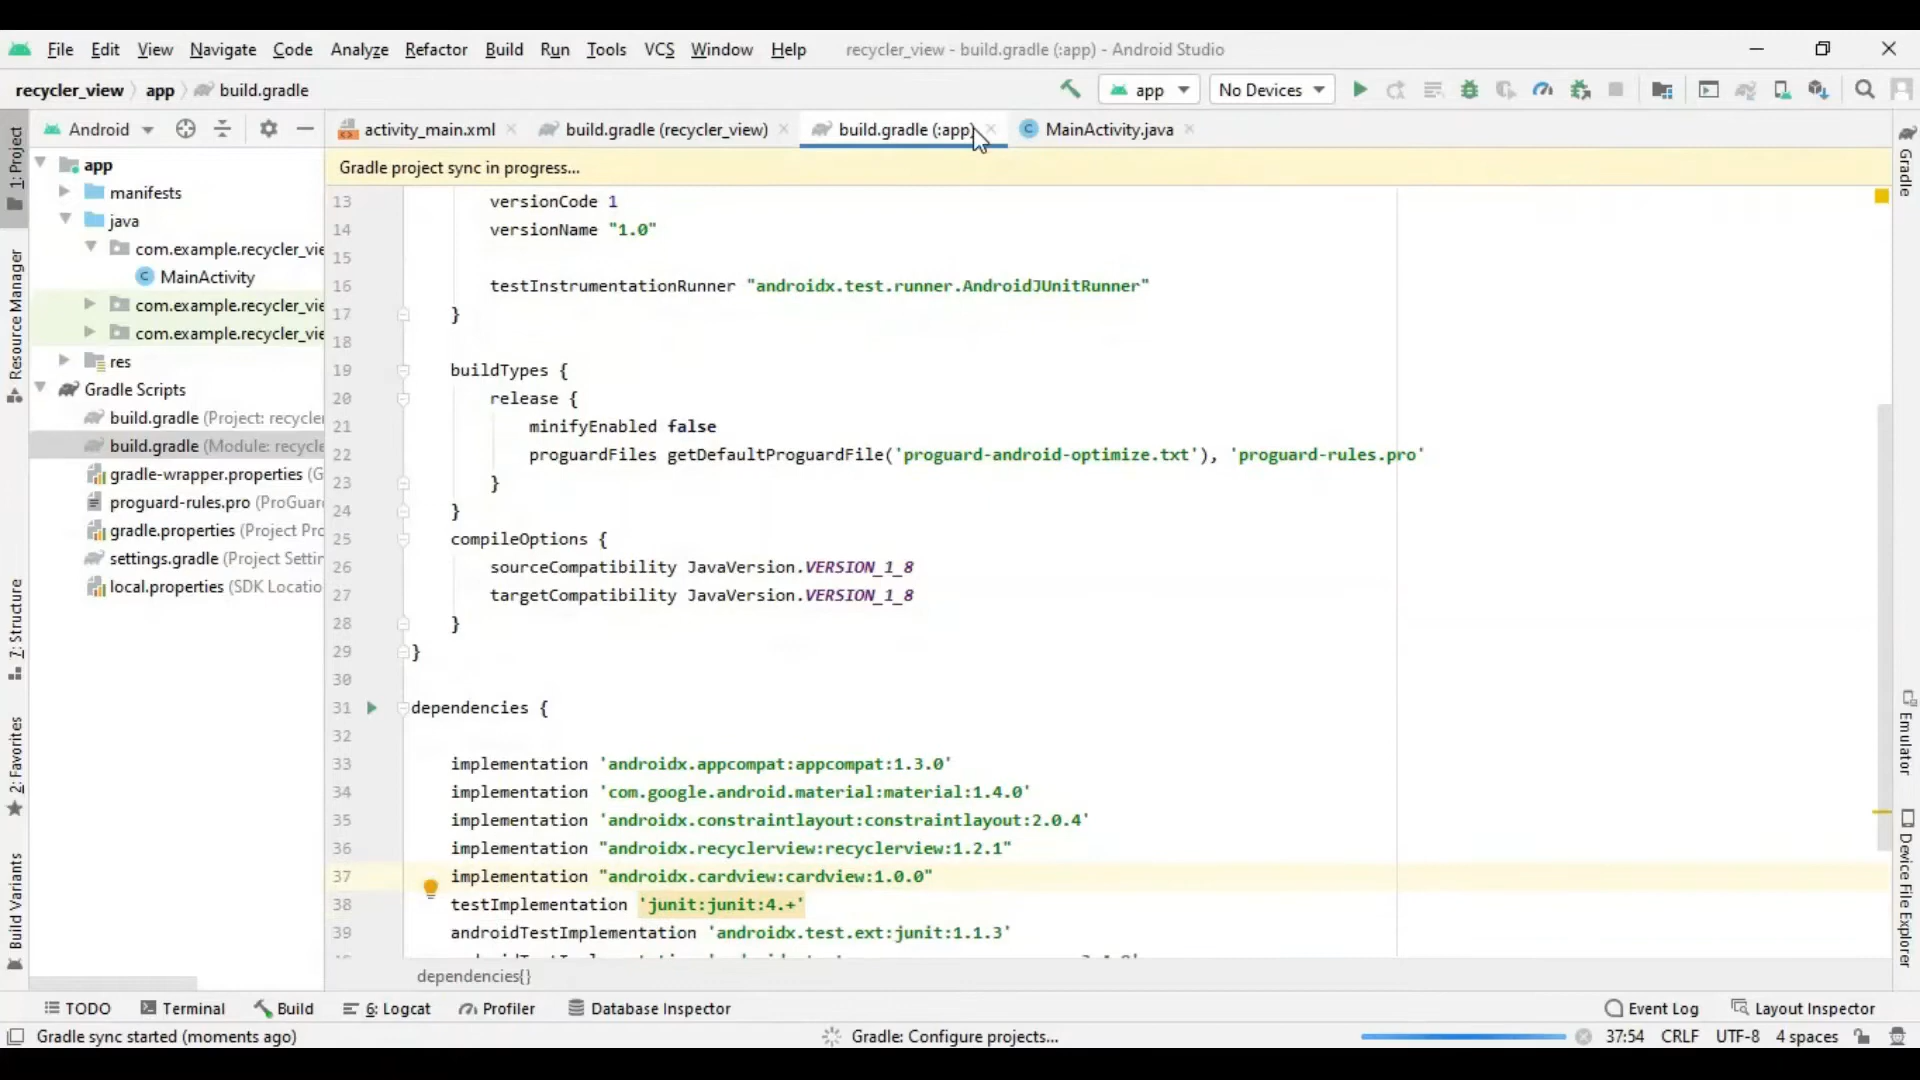 File Edit View Navigate Code Analyze Refactor Build Run Tools VCS Window Help recycler_view - build.gradle (:app) - Android Studio
recycler_view app build.gradle
app
No Devices
1: Project
Resource Manager
7: Structure
2: Favorites
Build Variants
Android
app
manifests
java
com.example.recycler_vie
MainActivity
com.example.recycler_vie
com.example.recycler_vie
res
Gradle Scripts
build.gradle (Project: recycler
build.gradle (Module: recycle
gradle-wrapper.properties (G
proguard-rules.pro (ProGuar
gradle.properties (Project Pro
settings.gradle (Project Settin
local.properties (SDK Locatio
activity_main.xml build.gradle (recycler_view) build.gradle (:app) MainActivity.java
Gradle project sync in progress...
13 versionCode 1
14 versionName "1.0"
15
16 testInstrumentationRunner "androidx.test.runner.AndroidJUnitRunner"
17 }
18
19 buildTypes {
20 release {
21 minifyEnabled false
22 proguardFiles getDefaultProguardFile('proguard-android-optimize.txt'), 'proguard-rules.pro'
23 }
24 }
25 compileOptions {
26 sourceCompatibility JavaVersion.VERSION_1_8
27 targetCompatibility JavaVersion.VERSION_1_8
28 }
29 }
30
31 dependencies {
32
33 implementation 'androidx.appcompat:appcompat:1.3.0'
34 implementation 'com.google.android.material:material:1.4.0'
35 implementation 'androidx.constraintlayout:constraintlayout:2.0.4'
36 implementation "androidx.recyclerview:recyclerview:1.2.1"
37 implementation "androidx.cardview:cardview:1.0.0"
38 testImplementation 'junit:junit:4.+'
39 androidTestImplementation 'androidx.test.ext:junit:1.1.3'
dependencies{}
Gradle
Emulator
Device File Explorer
TODO Terminal Build 6: Logcat Profiler Database Inspector Event Log Layout Inspector
Gradle sync started (moments ago) Gradle: Configure projects... 37:54 CRLF UTF-8 4 spaces